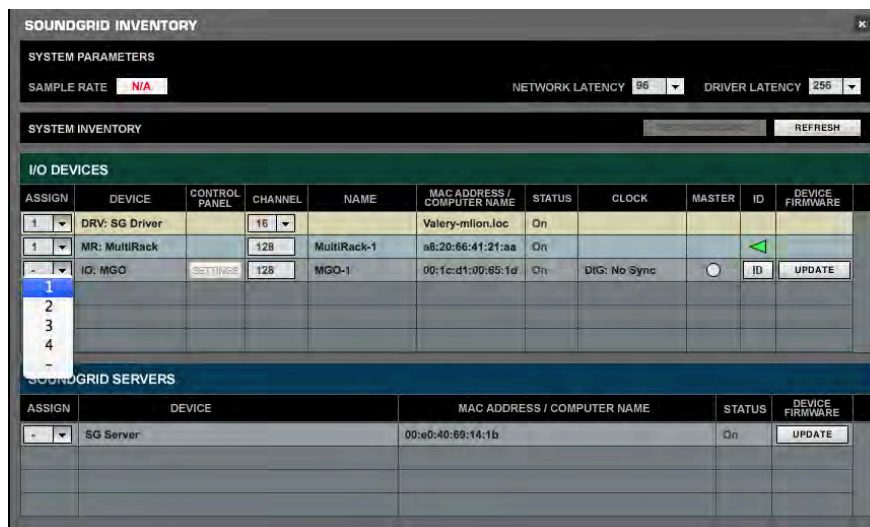 SOUNDGRID INVENTORY
SYSTEM PARAMETERS
SAMPLE RATE N/A NETWORK LATENCY 96 DRIVER LATENCY 256
SYSTEM INVENTORY REFRESH
I/O DEVICES
ASSIGN DEVICE CONTROL PANEL CHANNEL NAME MAC ADDRESS / COMPUTER NAME STATUS CLOCK MASTER ID DEVICE FIRMWARE
1 DRV: SG Driver 16 Valery-mlion.loc On
1 MR: MultiRack 128 MultiRack-1 a8:20:66:41:21:aa On
- IO: MGO SETTINGS 128 MGO-1 00:1c:d1:00:65:1d On DIG: No Sync ID UPDATE
1
2
3
4
-
SOUNDGRID SERVERS
ASSIGN DEVICE MAC ADDRESS / COMPUTER NAME STATUS DEVICE FIRMWARE
- SG Server 00:e0:40:69:14:1b On UPDATE